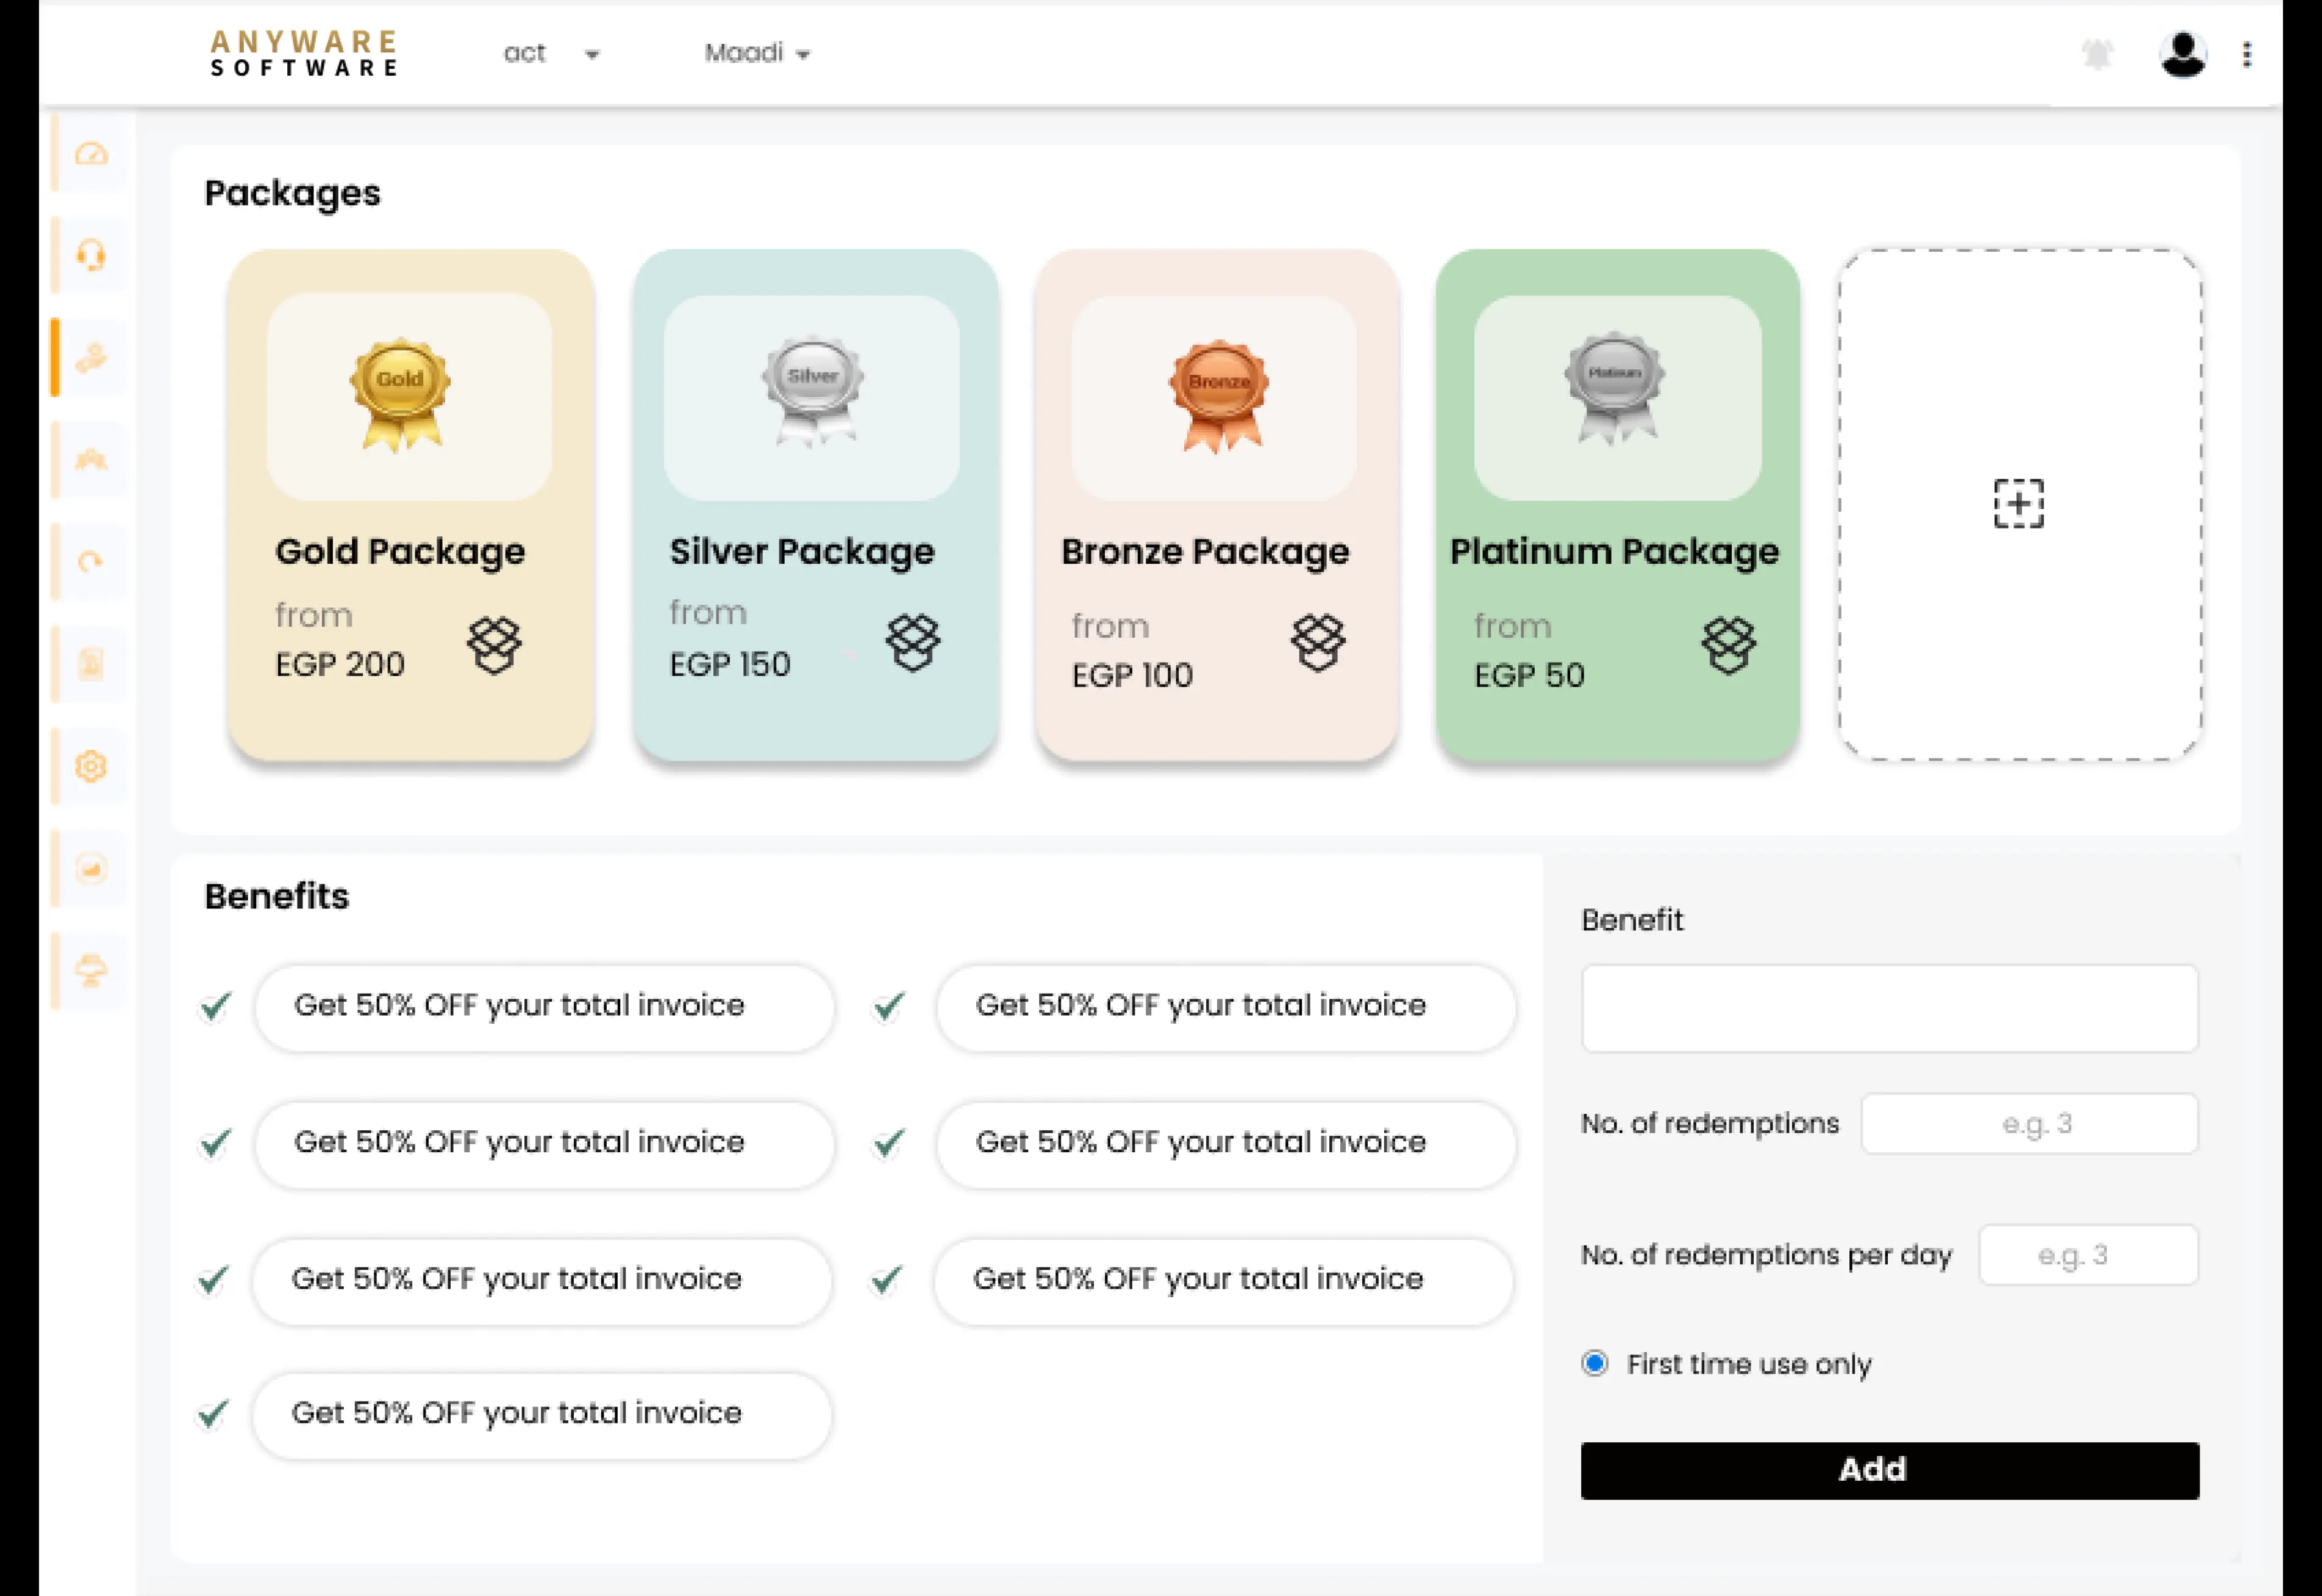 ANYWARE
SOFTWARE
act
Maadi
Packages
Gold
Silver
Bronze
Platinum
Gold Package
Silver Package
Bronze Package
Platinum Package
from
EGP 200
from
EGP 150
from
EGP 100
from
EGP 50
Benefits
Get 50% OFF your total invoice
Get 50% OFF your total invoice
Get 50% OFF your total invoice
Get 50% OFF your total invoice
Get 50% OFF your total invoice
Get 50% OFF your total invoice
Get 50% OFF your total invoice
Benefit
No. of redemptions
e.g. 3
No. of redemptions per day
e.g. 3
First time use only
Add